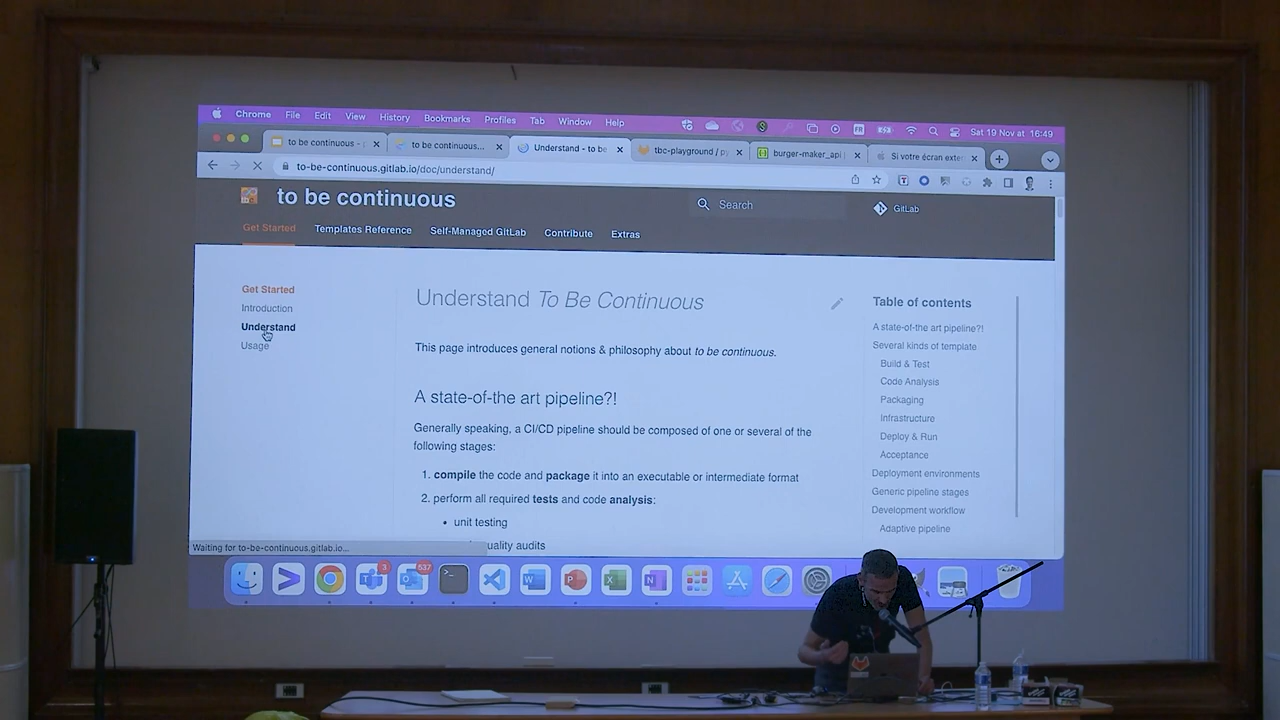 Chrome File Edit View History Bookmarks Profiles Tab Window Help FR Sat 19 Nov at 16:49
to be continuous - to be continuous... Understand - to be tbc-playground / py burger-maker_api Si votre écran exte
to-be-continuous.gitlab.io/doc/understand/
to be continuous
Search
GitLab
Get Started Templates Reference Self-Managed GitLab Contribute Extras
Get Started
Introduction
Understand
Usage
Understand To Be Continuous
This page introduces general notions & philosophy about to be continuous.
A state-of-the art pipeline?!
Generally speaking, a CI/CD pipeline should be composed of one or several of the
following stages:
1. compile the code and package it into an executable or intermediate format
2. perform all required tests and code analysis:
• unit testing
uality audits
Table of contents
A state-of-the art pipeline?!
Several kinds of template
Build & Test
Code Analysis
Packaging
Infrastructure
Deploy & Run
Acceptance
Deployment environments
Generic pipeline stages
Development workflow
Adaptive pipeline
Waiting for to-be-continuous.gitlab.io...
3
537